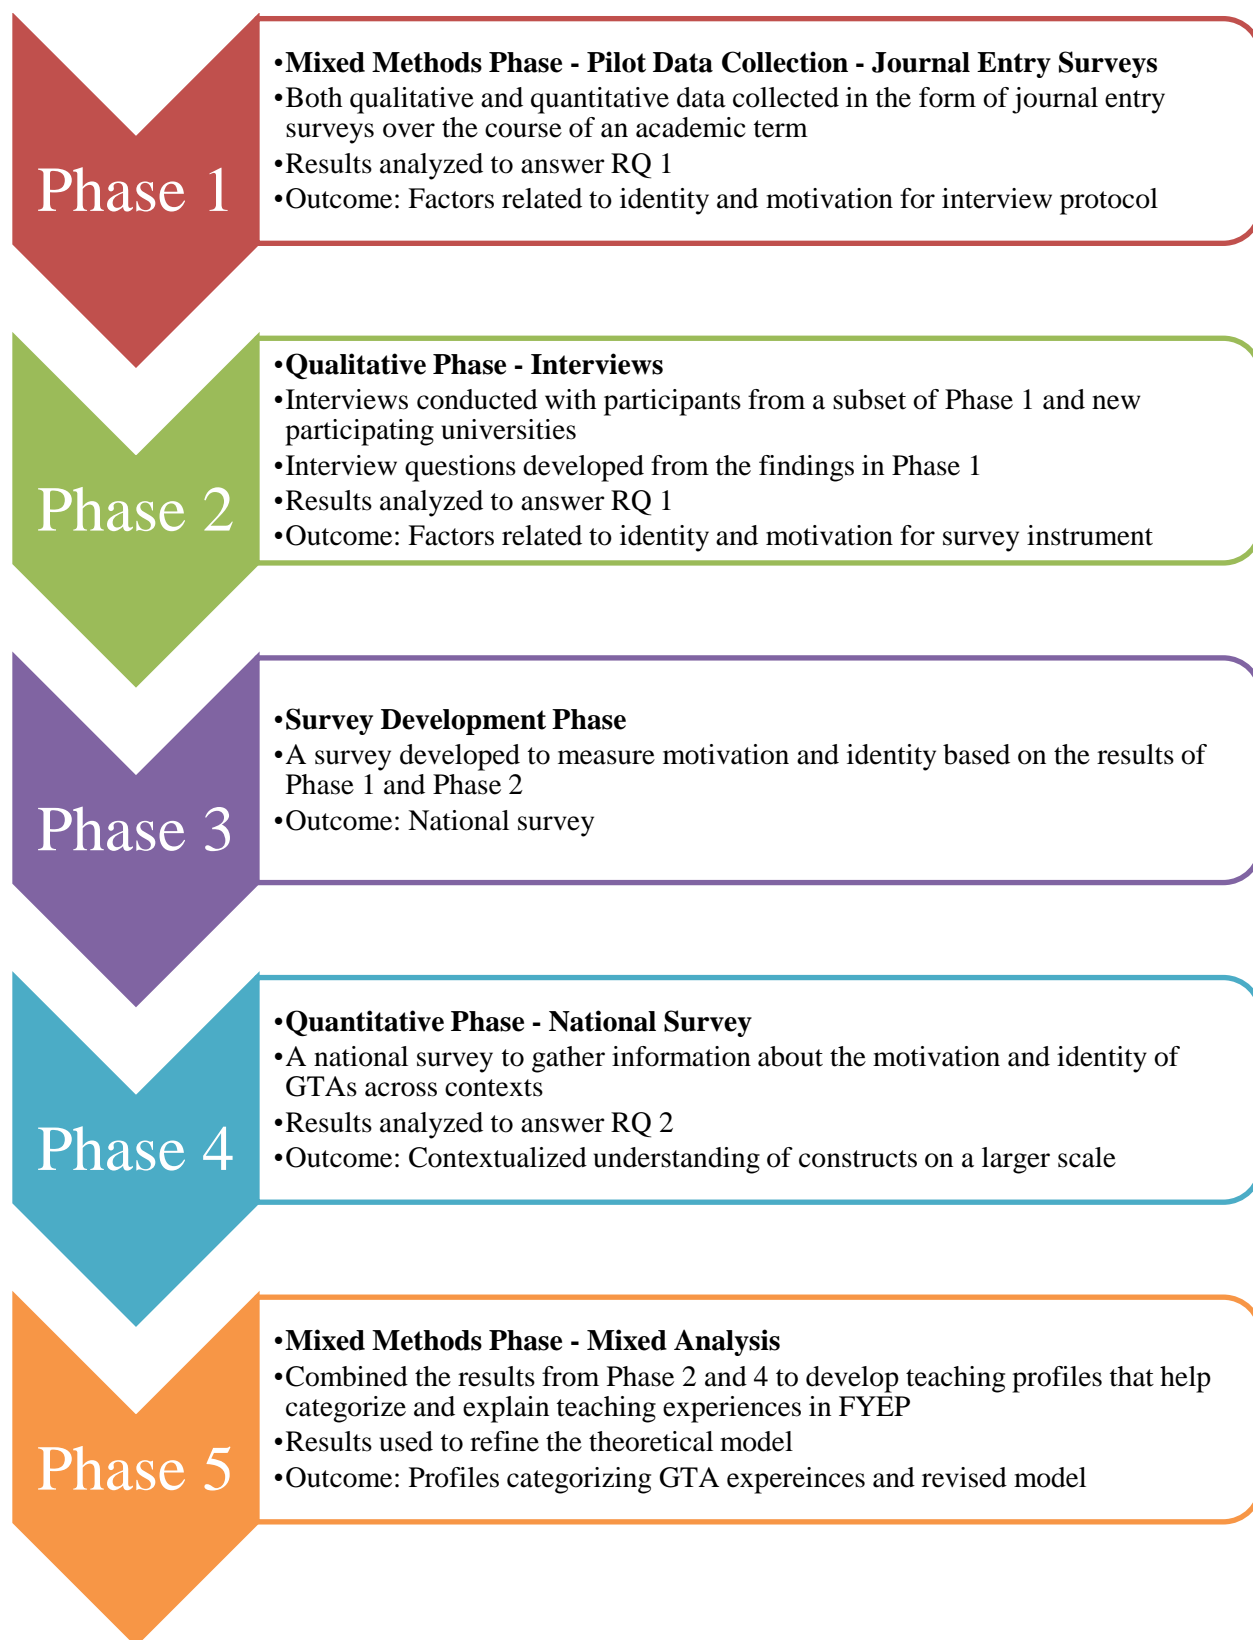 Phase 1
•Mixed Methods Phase - Pilot Data Collection - Journal Entry Surveys
•Both qualitative and quantitative data collected in the form of journal entry
surveys over the course of an academic term
•Results analyzed to answer RQ 1
•Outcome: Factors related to identity and motivation for interview protocol
Phase 2
•Qualitative Phase - Interviews
•Interviews conducted with participants from a subset of Phase 1 and new
participating universities
•Interview questions developed from the findings in Phase 1
•Results analyzed to answer RQ 1
•Outcome: Factors related to identity and motivation for survey instrument
Phase 3
•Survey Development Phase
•A survey developed to measure motivation and identity based on the results of
Phase 1 and Phase 2
•Outcome: National survey
Phase 4
•Quantitative Phase - National Survey
•A national survey to gather information about the motivation and identity of
GTAs across contexts
•Results analyzed to answer RQ 2
•Outcome: Contextualized understanding of constructs on a larger scale
Phase 5
•Mixed Methods Phase - Mixed Analysis
•Combined the results from Phase 2 and 4 to develop teaching profiles that help
categorize and explain teaching experiences in FYEP
•Results used to refine the theoretical model
•Outcome: Profiles categorizing GTA expereinces and revised model